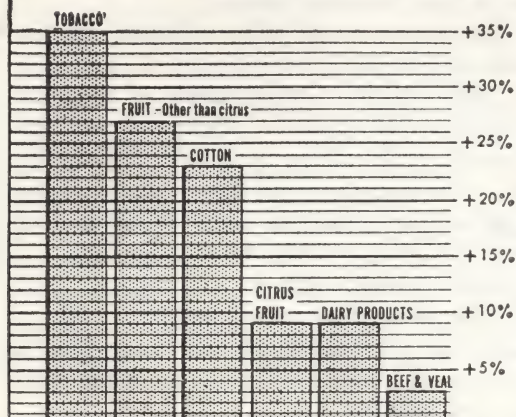 TOBACCO'
+35%
+30%
FRUIT - Other than citrus
+25%
COTTON
+20%
+15%
CITRUS
FRUIT
DAIRY PRODUCTS
+10%
+5%
BEEF & VEAL